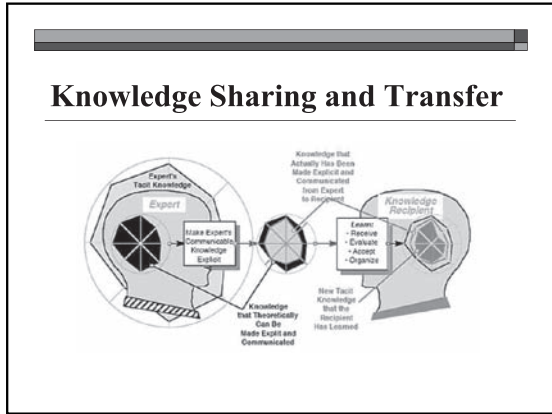 Knowledge Sharing and Transfer
Knowledge that
Actually Has Been
Made Explicit and
Communicated
from Expert
to Recipient
Expert's
Tacit Knowledge
Expert
Make Expert's
Communicable
Knowledge
Explicit
Knowledge
Recipient
Learn:
- Receive
- Evaluate
- Accept
- Organize
Knowledge
that Theoretically
Can Be
Made Explit and
Communicated
New Tacit
Knowledge
that the
Recipient
Has Learned